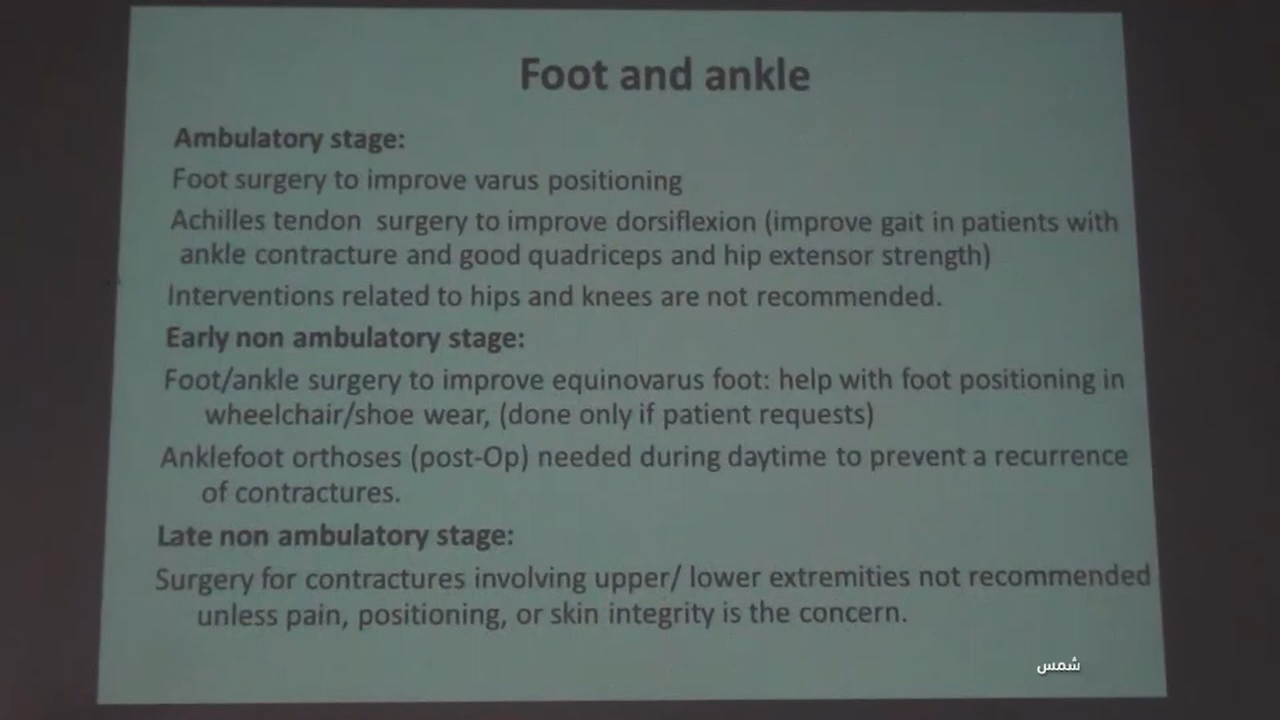 Foot and ankle
Ambulatory stage:
Foot surgery to improve varus positioning
Achilles tendon surgery to improve dorsiflexion (improve gait in patients with
ankle contracture and good quadriceps and hip extensor strength)
Interventions related to hips and knees are not recommended.
Early non ambulatory stage:
Foot/ankle surgery to improve equinovarus foot: help with foot positioning in
wheelchair/shoe wear, (done only if patient requests)
Anklefoot orthoses (post-Op) needed during daytime to prevent a recurrence
of contractures.
Late non ambulatory stage:
Surgery for contractures involving upper/ lower extremities not recommended
unless pain, positioning, or skin integrity is the concern.
شمس